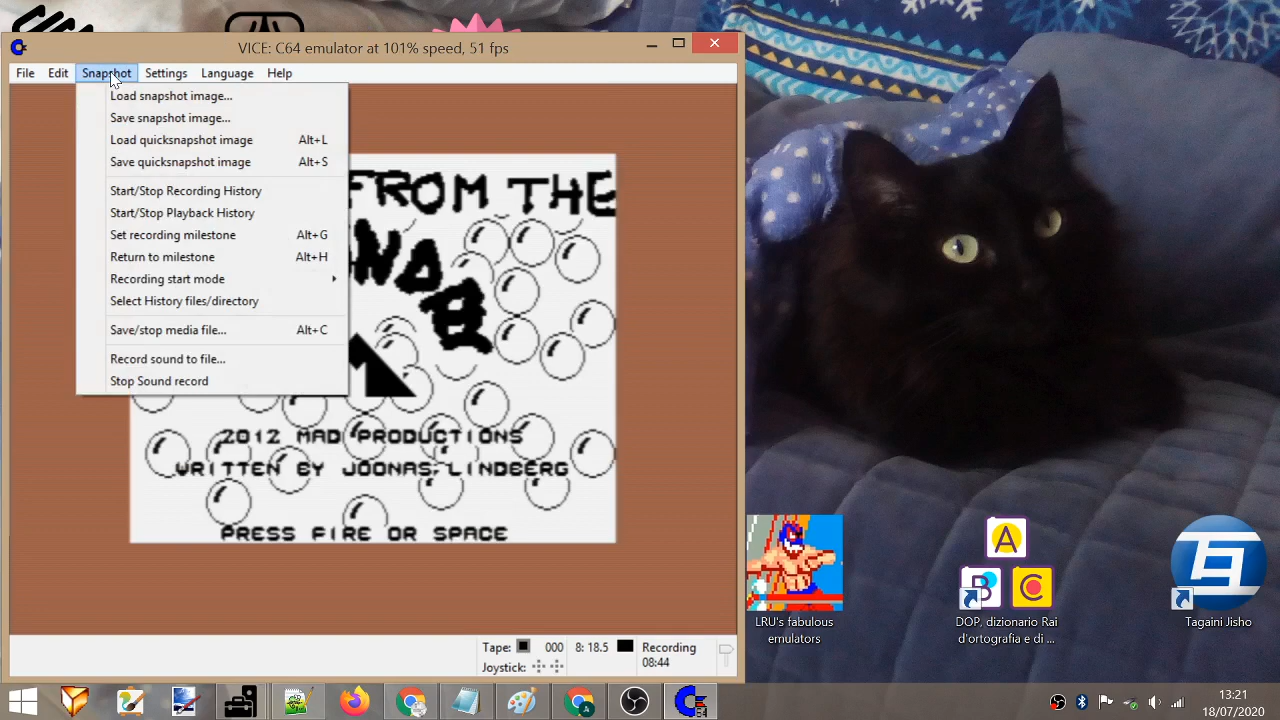 VICE: C64 emulator at 101% speed, 51 fps
File Edit Snapshot Settings Language Help
Load snapshot image...
Save snapshot image...
Load quicksnapshot image Alt+L
Save quicksnapshot image Alt+S
Start/Stop Recording History
Start/Stop Playback History
Set recording milestone Alt+G
Return to milestone Alt+H
Recording start mode
Select History files/directory
Save/stop media file... Alt+C
Record sound to file...
Stop Sound record
FROM THE
2012 MAD PRODUCTIONS
WRITTEN BY JOONAS LINDBERG
PRESS FIRE OR SPACE
Tape: 000 8: 18.5 Recording
Joystick: 08:44
A
B C
LRU's fabulous
emulators
DOP, dizionario Rai
d'ortografia e di ...
Tagaini Jisho
64
13:21
18/07/2020